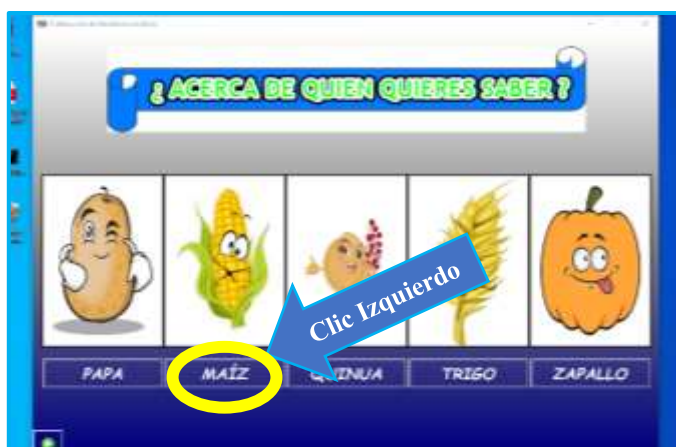 ¿ ACERCA DE QUIEN QUIERES SABER ?
Clic Izquierdo
PAPA
MAÍZ
QUINUA
TRIGO
ZAPALLO